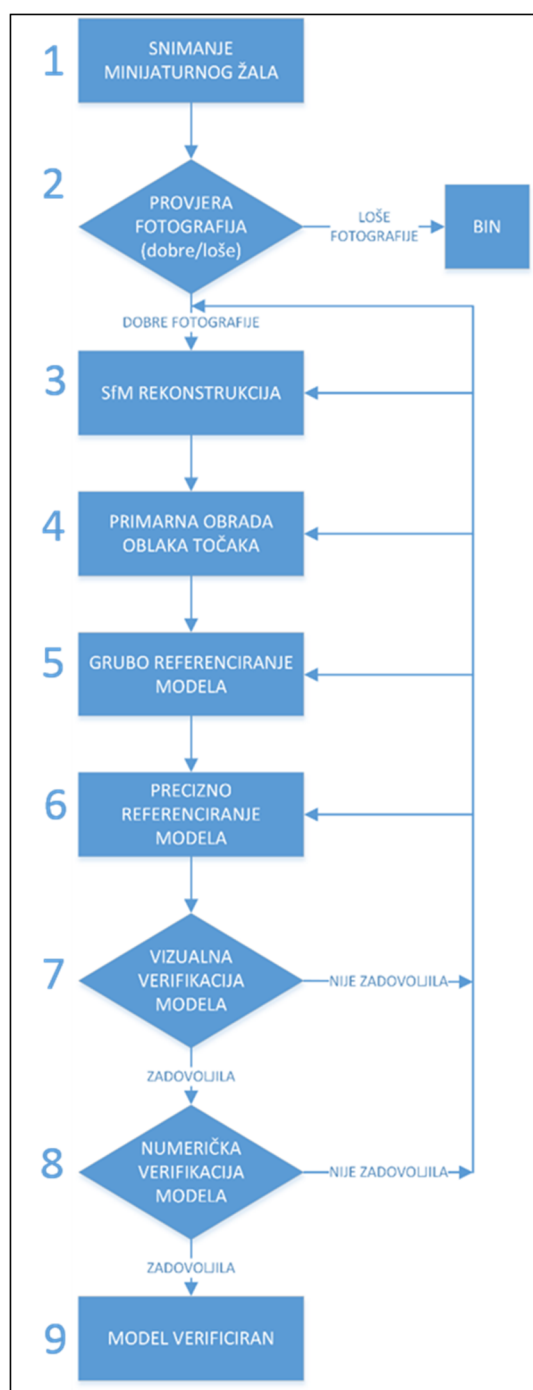 1
SNIMANJE
MINIJATURNOG ŽALA
2
PROVJERA
FOTOGRAFIJA
(dobre/loše)
LOŠE
FOTOGRAFIJE
BIN
DOBRE FOTOGRAFIJE
3
SfM REKONSTRUKCIJA
4
PRIMARNA OBRADA
OBLAKA TOČAKA
5
GRUBO REFERENCIRANJE
MODELA
6
PRECIZNO
REFERENCIRANJE
MODELA
7
VIZUALNA
VERIFIKACIJA
MODELA
NIJE ZADOVOLJILA
ZADOVOLJILA
8
NUMERIČKA
VERIFIKACIJA
MODELA
NIJE ZADOVOLJILA
ZADOVOLJILA
9
MODEL VERIFICIRAN